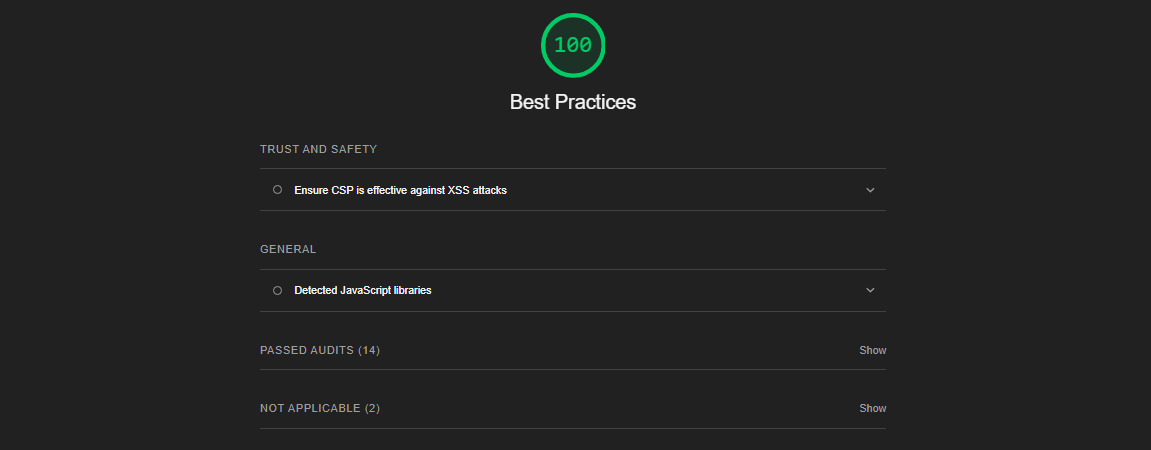 100
Best Practices
TRUST AND SAFETY
Ensure CSP is effective against XSS attacks
GENERAL
Detected JavaScript libraries
PASSED AUDITS (14) Show
NOT APPLICABLE (2) Show